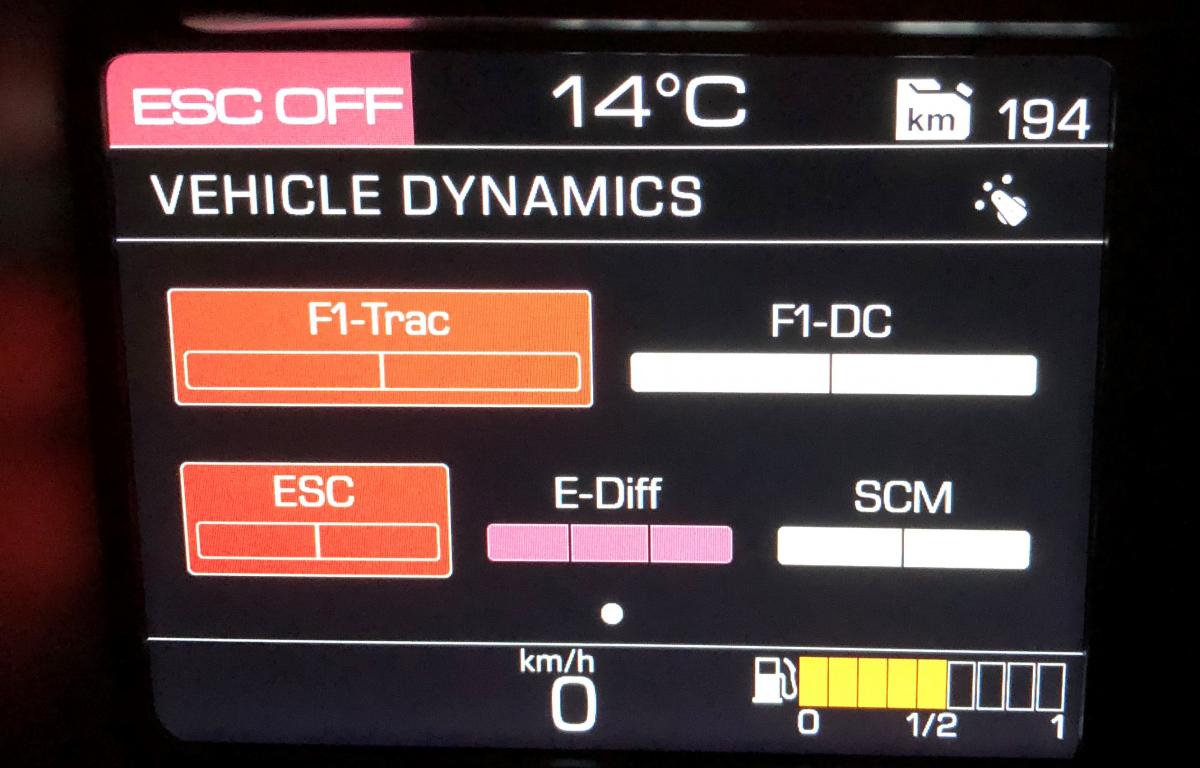 ESC OFF 14°C km 194
VEHICLE DYNAMICS
F1-Trac F1-DC
ESC E-Diff SCM
km/h
0
0 1/2 1